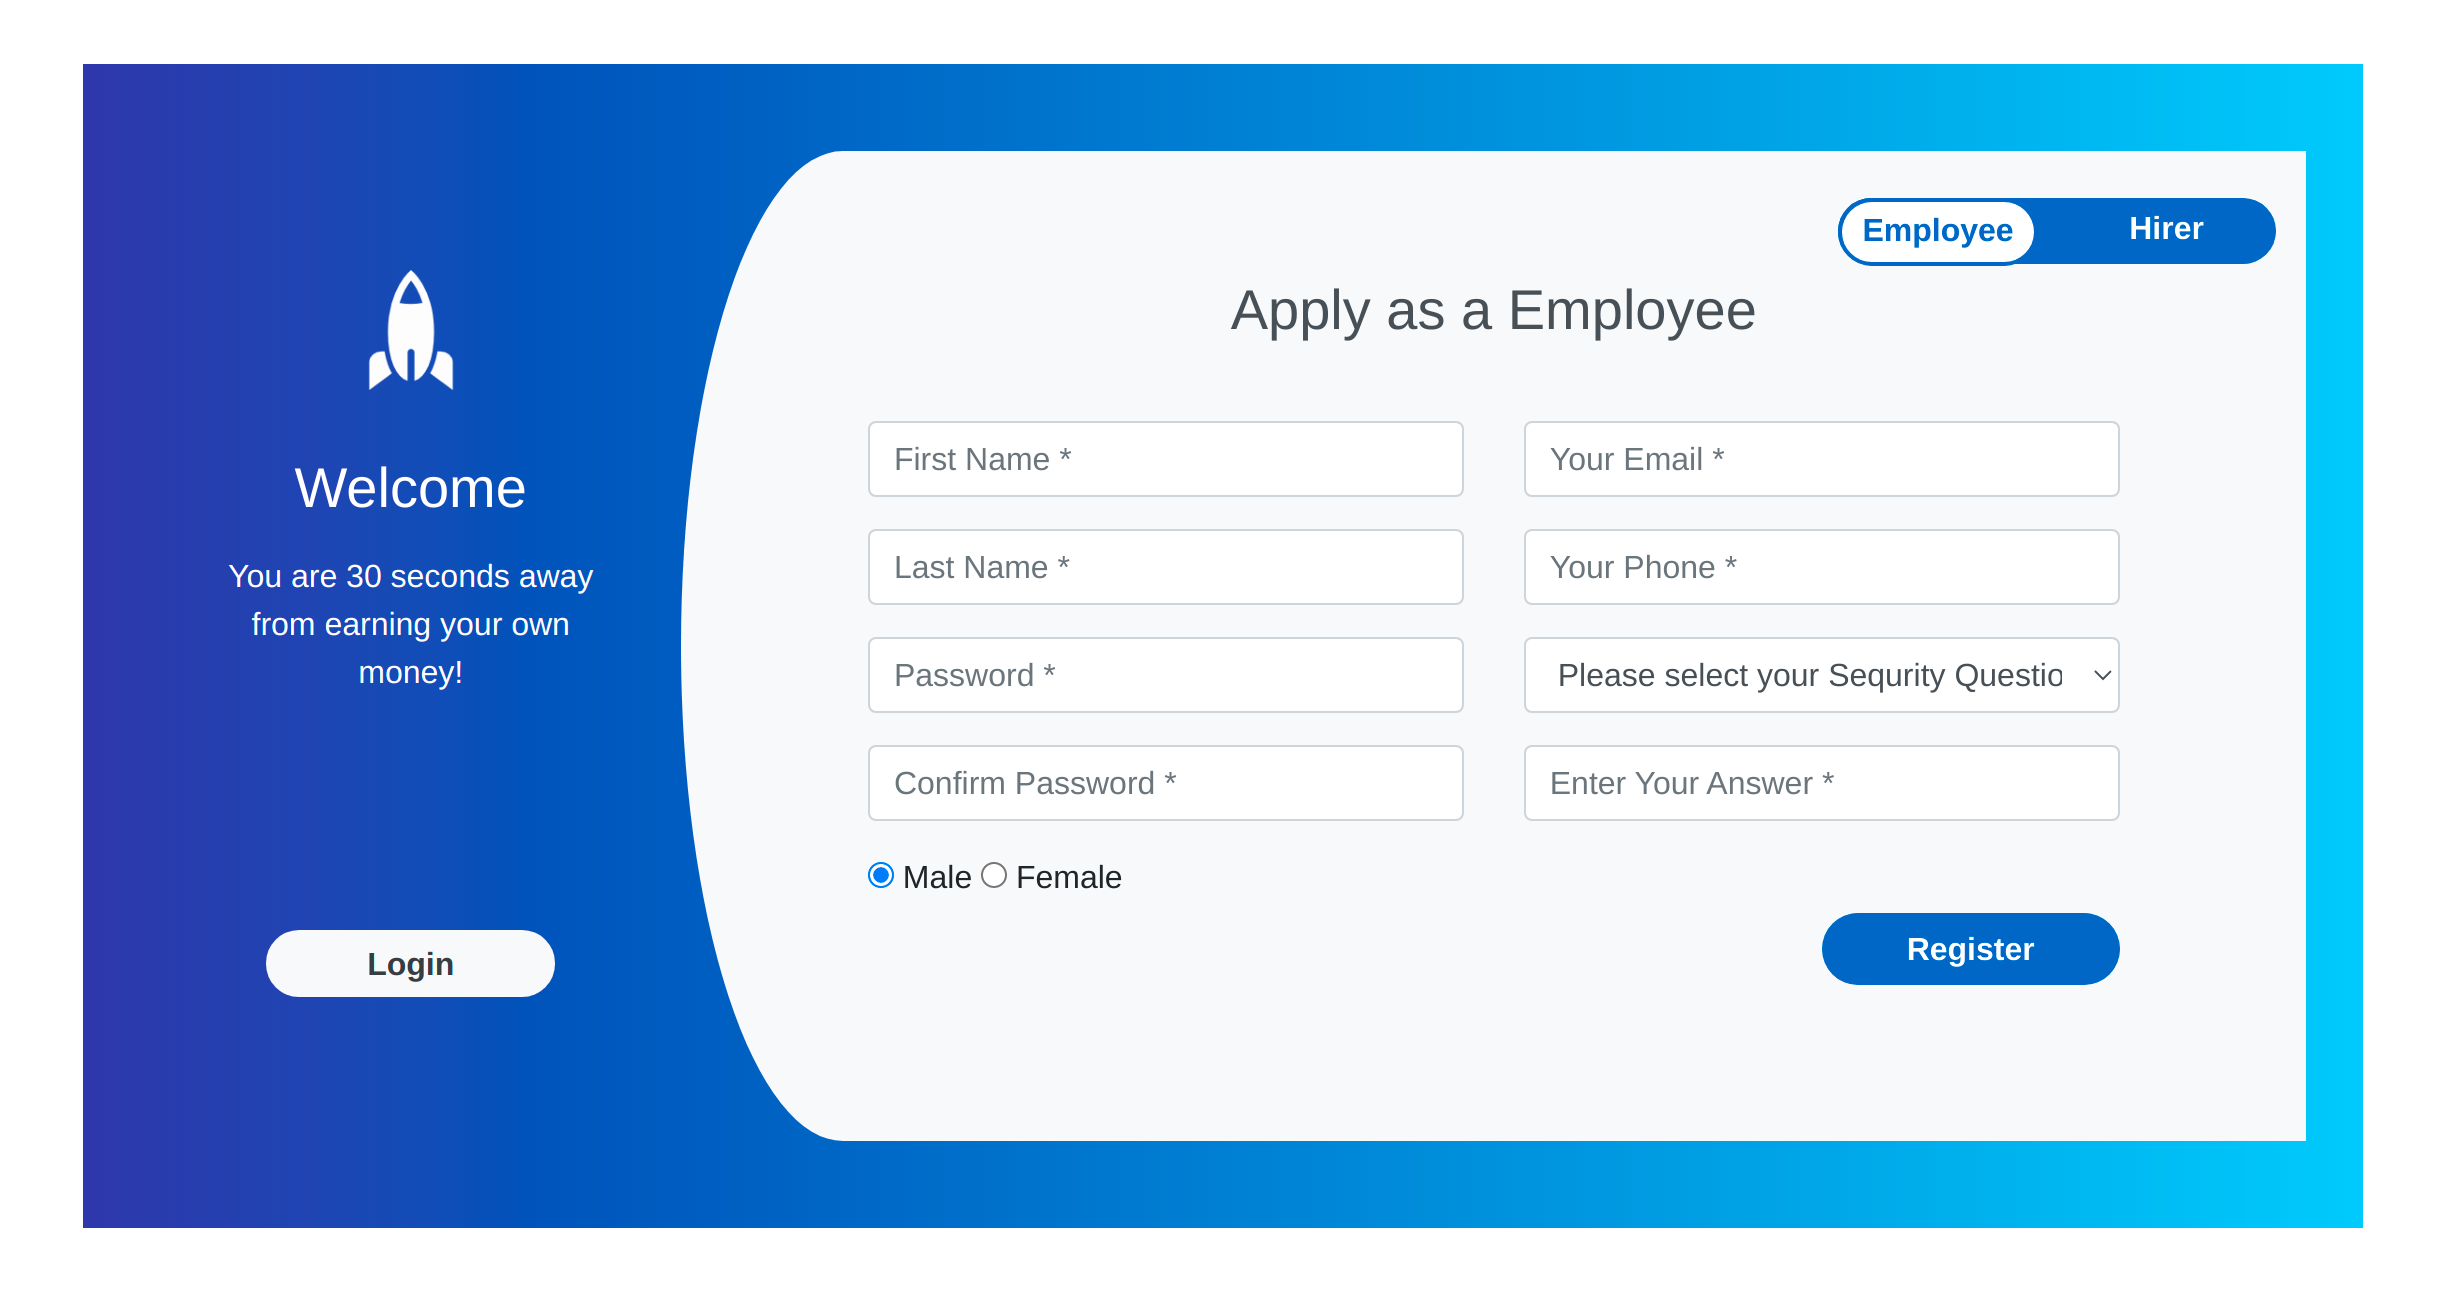 Welcome
You are 30 seconds away
from earning your own
money!
Login
Employee
Hirer
Apply as a Employee
First Name *
Your Email *
Last Name *
Your Phone *
Password *
Please select your Sequrity Questio
Confirm Password *
Enter Your Answer *
Male Female
Register